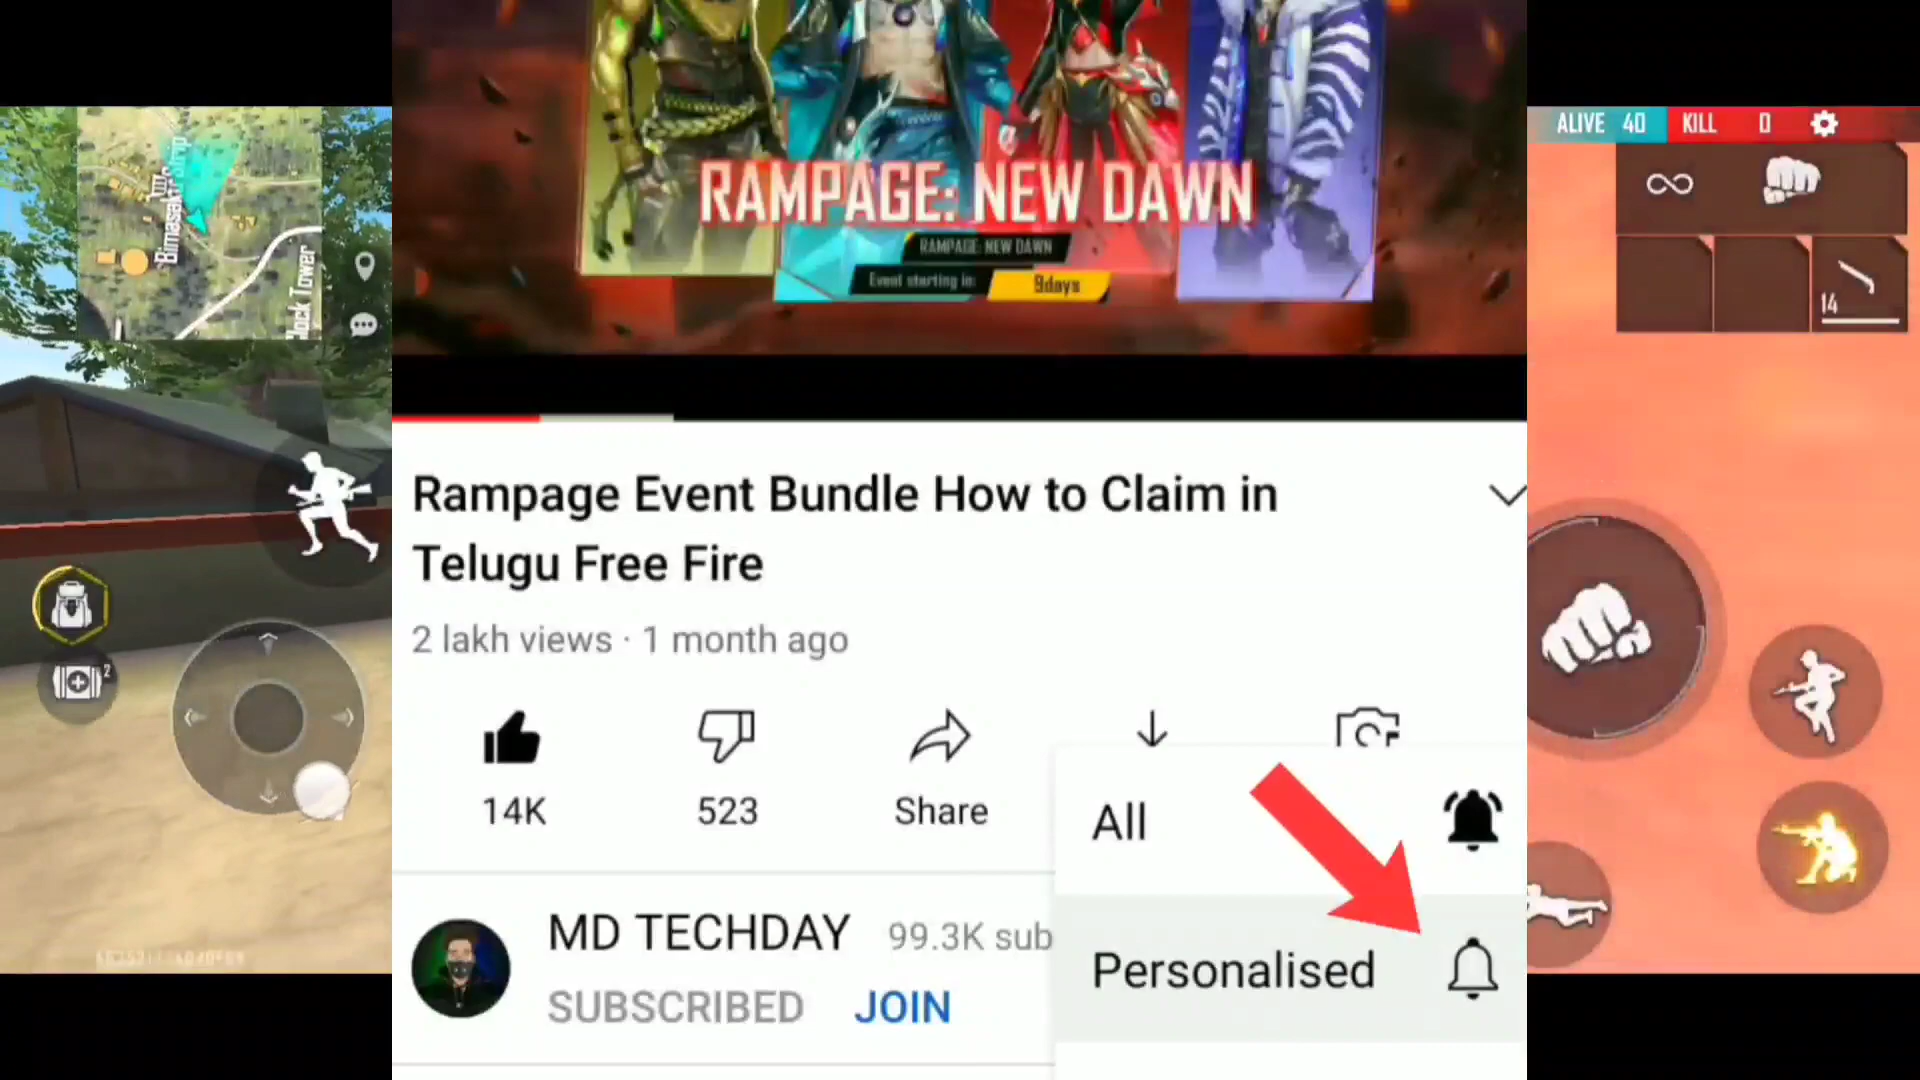 Bimasakti Strip
Clock Tower
2
RAMPAGE: NEW DAWN
RAMPAGE: NEW DAWN
Event starting in: 9days
Rampage Event Bundle How to Claim in
Telugu Free Fire
2 lakh views · 1 month ago
14K
523
Share
All
Personalised
MD TECHDAY 99.3K sub
SUBSCRIBED JOIN
ALIVE 40 KILL 0
14